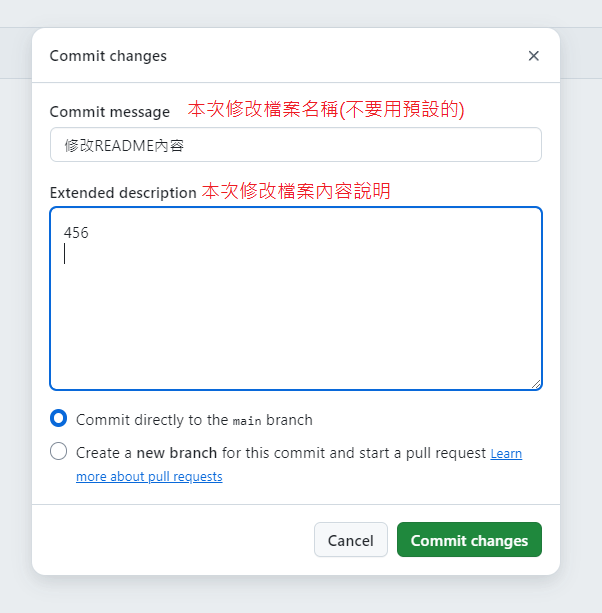 Commit changes
Commit message 本次修改檔案名稱(不要用預設的)
修改README內容
Extended description 本次修改檔案內容說明
456
Commit directly to the main branch
Create a new branch for this commit and start a pull request Learn
more about pull requests
Cancel Commit changes